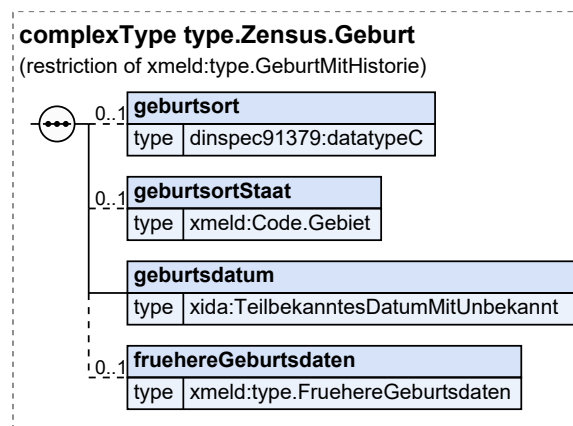 complexType type.Zensus.Geburt
(restriction of xmeld:type.GeburtMitHistorie)
0..1 geburtsort
type dinspec91379:datatypeC
0..1 geburtsortStaat
type xmeld:Code.Gebiet
geburtsdatum
type xida:TeilbekanntesDatumMitUnbekannt
0..1 fruehereGeburtsdaten
type xmeld:type.FruehereGeburtsdaten